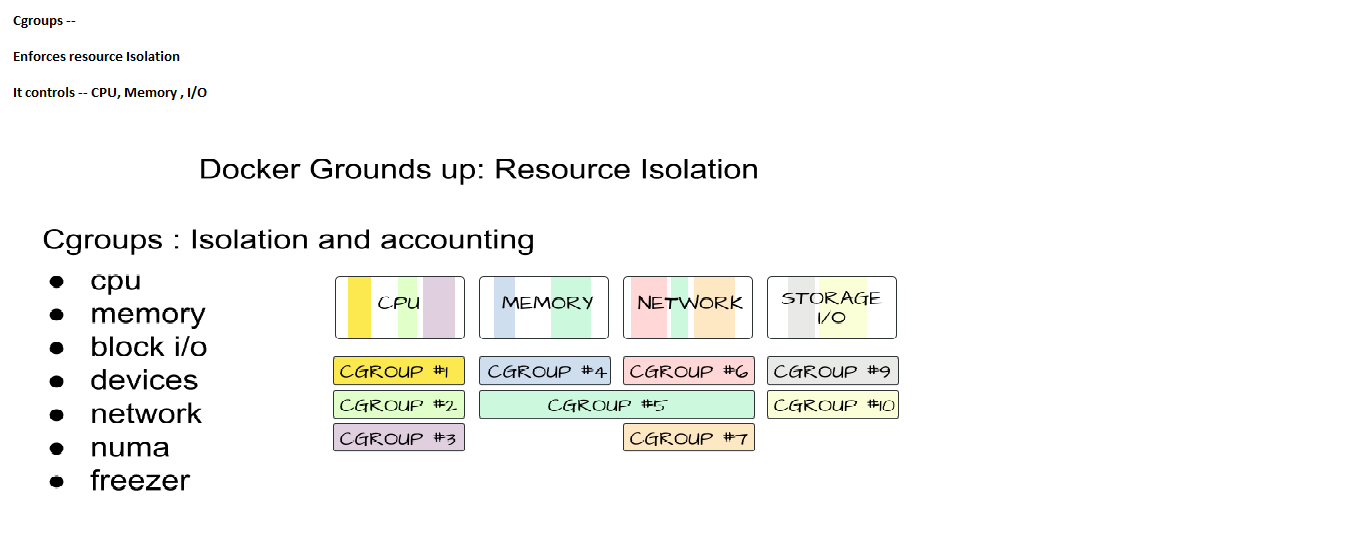 Cgroups --
Enforces resource Isolation
It controls -- CPU, Memory , I/O
Docker Grounds up: Resource Isolation
Cgroups : Isolation and accounting
● cpu
● memory
● block i/o
● devices
● network
● numa
● freezer
CPU
MEMORY
NETWORK
STORAGE
I/O
CGROUP #1
CGROUP #4
CGROUP #6
CGROUP #9
CGROUP #2
CGROUP #5
CGROUP #10
CGROUP #3
CGROUP #7